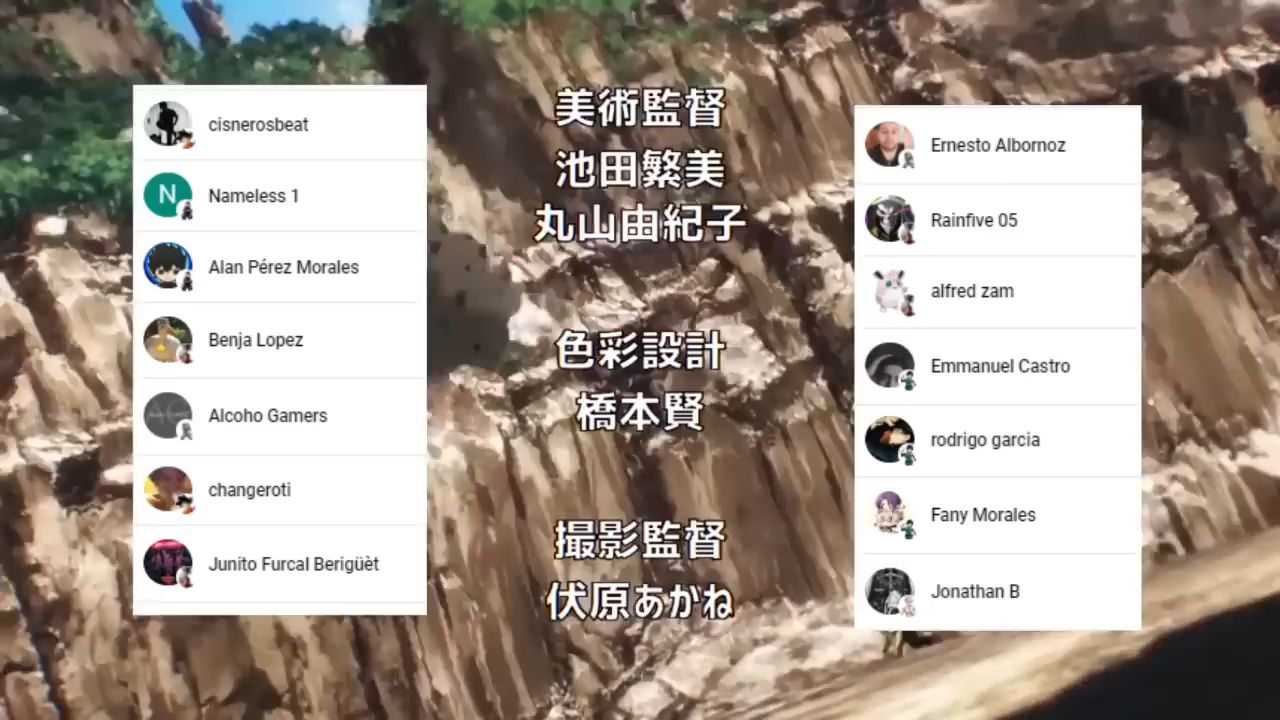 cisnerosbeat
N
Nameless 1
Alan Pérez Morales
Benja Lopez
Alcoho Gamers
changeroti
Junito Furcal Berigüèt
美術監督
池田繁美
丸山由紀子
色彩設計
橋本賢
撮影監督
伏原あかね
Ernesto Albornoz
Rainfive 05
alfred zam
Emmanuel Castro
rodrigo garcia
Fany Morales
Jonathan B